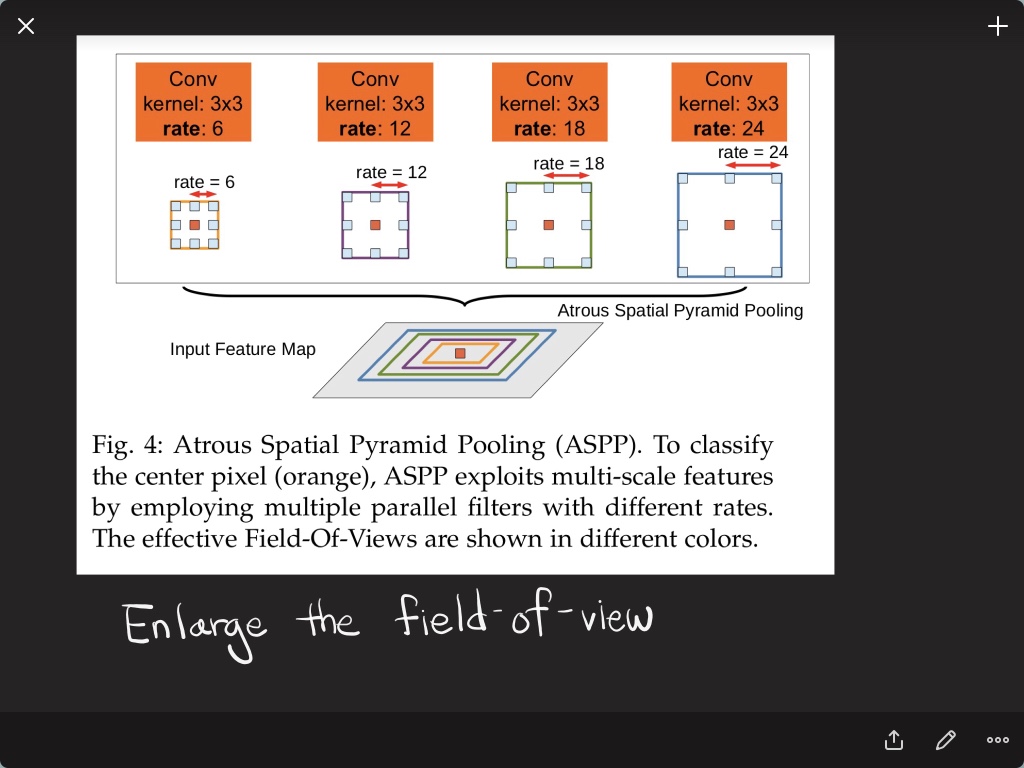 Conv
kernel: 3x3
rate: 6
Conv
kernel: 3x3
rate: 12
Conv
kernel: 3x3
rate: 18
Conv
kernel: 3x3
rate: 24
rate = 6
rate = 12
rate = 18
rate = 24
Atrous Spatial Pyramid Pooling
Input Feature Map
Fig. 4: Atrous Spatial Pyramid Pooling (ASPP). To classify
the center pixel (orange), ASPP exploits multi-scale features
by employing multiple parallel filters with different rates.
The effective Field-Of-Views are shown in different colors.
Enlarge the field-of-view